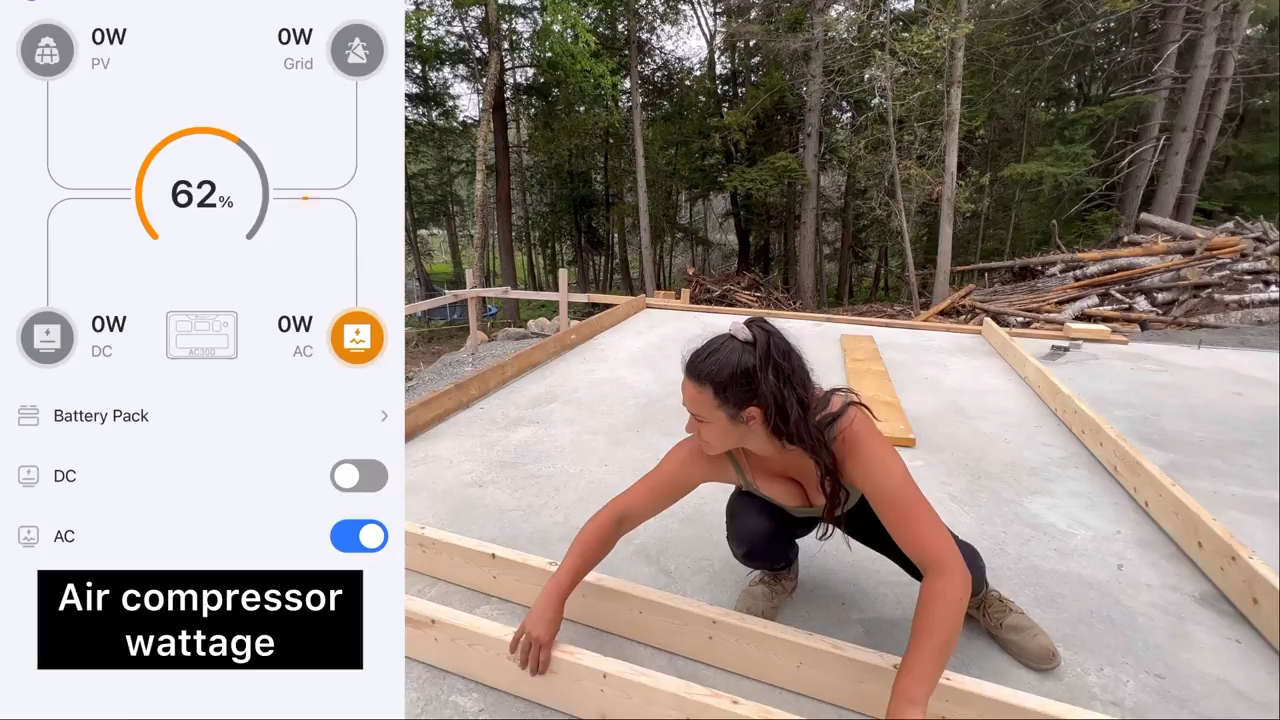 0W
PV
0W
Grid
62%
0W
DC
AC300
0W
AC
Battery Pack
DC
AC
Air compressor
wattage